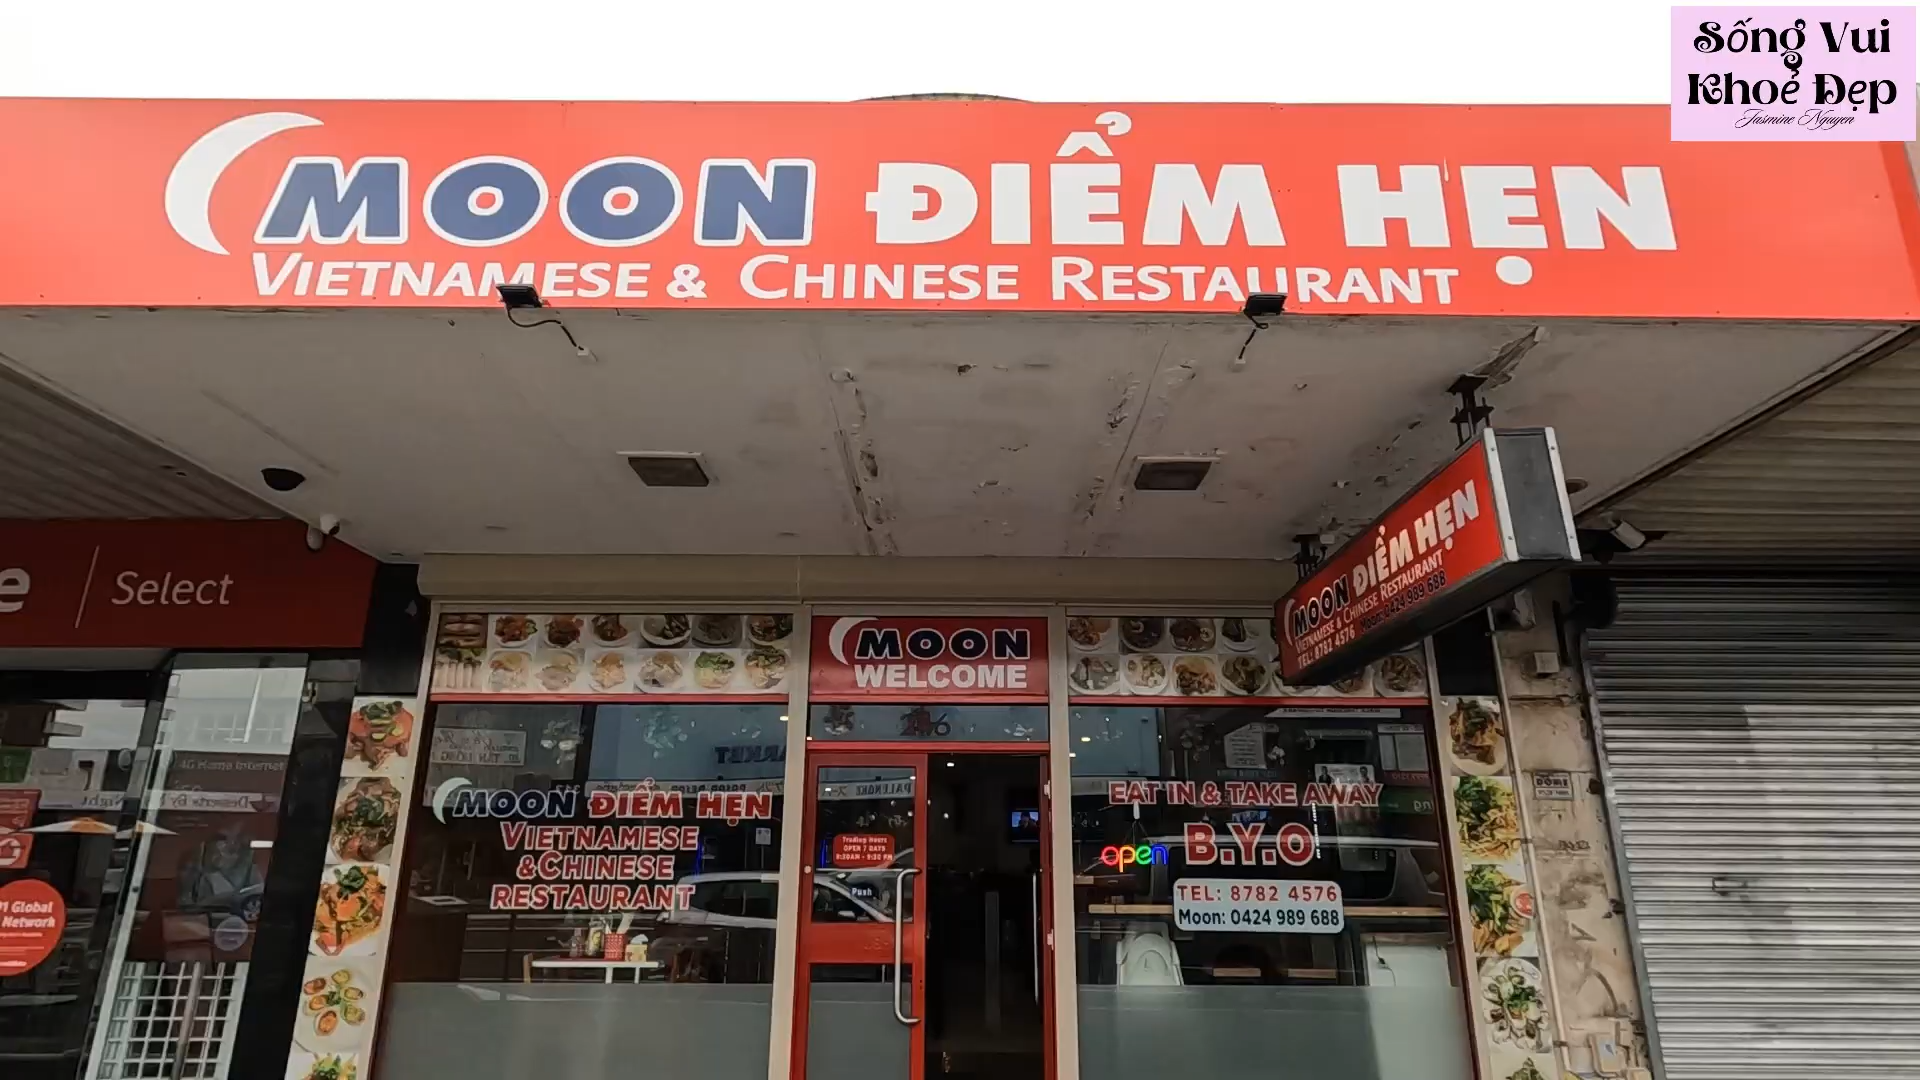 Sống Vui
Khoẻ Đẹp
Jasmine Nguyen
MOON ĐIỂM HẸN
VIETNAMESE & CHINESE RESTAURANT
e | Select
MOON ĐIỂM HẸN
VIETNAMESE & CHINESE RESTAURANT
TEL: 8782 4576 Moon: 0424 989 688
MOON
WELCOME
246
4G Home Internet
MOON ĐIỂM HẸN
VIETNAMESE
&CHINESE
RESTAURANT
Trading Hours
OPEN 7 DAYS
Push
EAT IN & TAKE AWAY
B.Y.O
open
TEL: 8782 4576
Moon: 0424 989 688
Global
Network